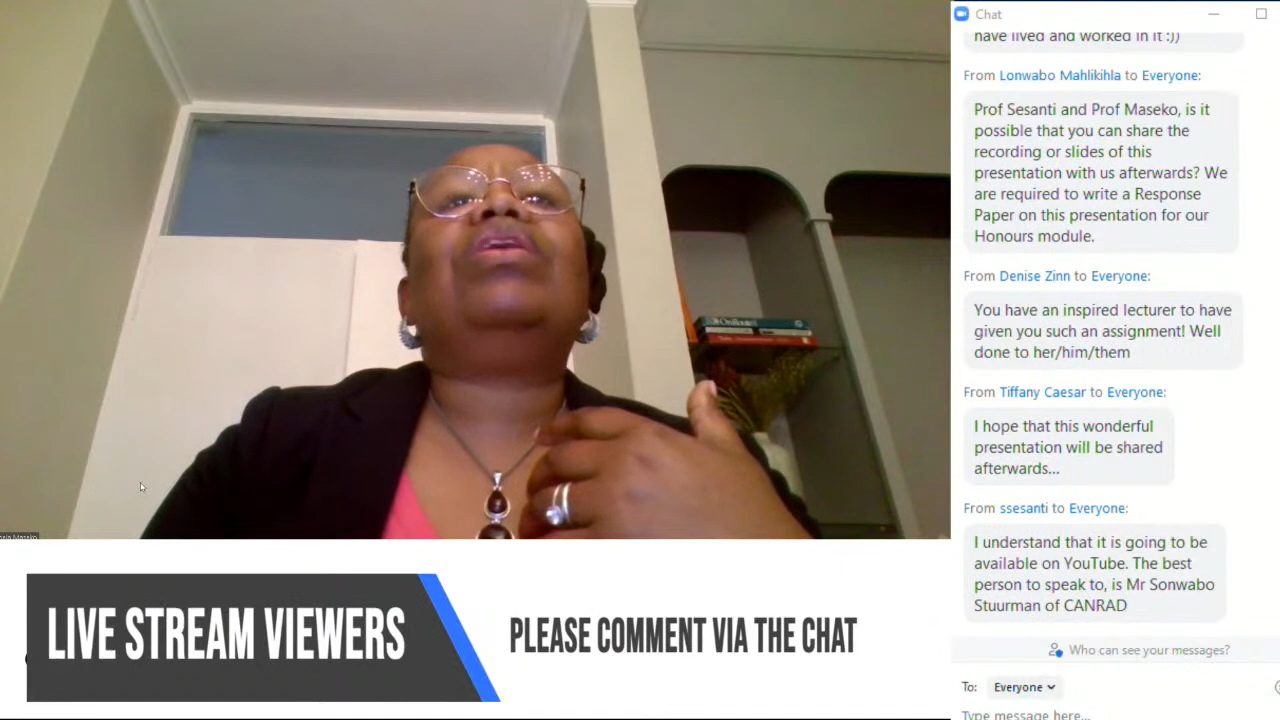 Chat
have lived and worked in it :))
From Lonwabo Mahlikihla to Everyone:
Prof Sesanti and Prof Maseko, is it
possible that you can share the
recording or slides of this
presentation with us afterwards? We
are required to write a Response
Paper on this presentation for our
Honours module.
From Denise Zinn to Everyone:
You have an inspired lecturer to have
given you such an assignment! Well
done to her/him/them
From Tiffany Caesar to Everyone:
I hope that this wonderful
presentation will be shared
afterwards...
From ssesanti to Everyone:
I understand that it is going to be
available on YouTube. The best
person to speak to, is Mr Sonwabo
Stuurman of CANRAD
Who can see your messages?
To: Everyone
Type message here...
Maseko
LIVE STREAM VIEWERS
PLEASE COMMENT VIA THE CHAT